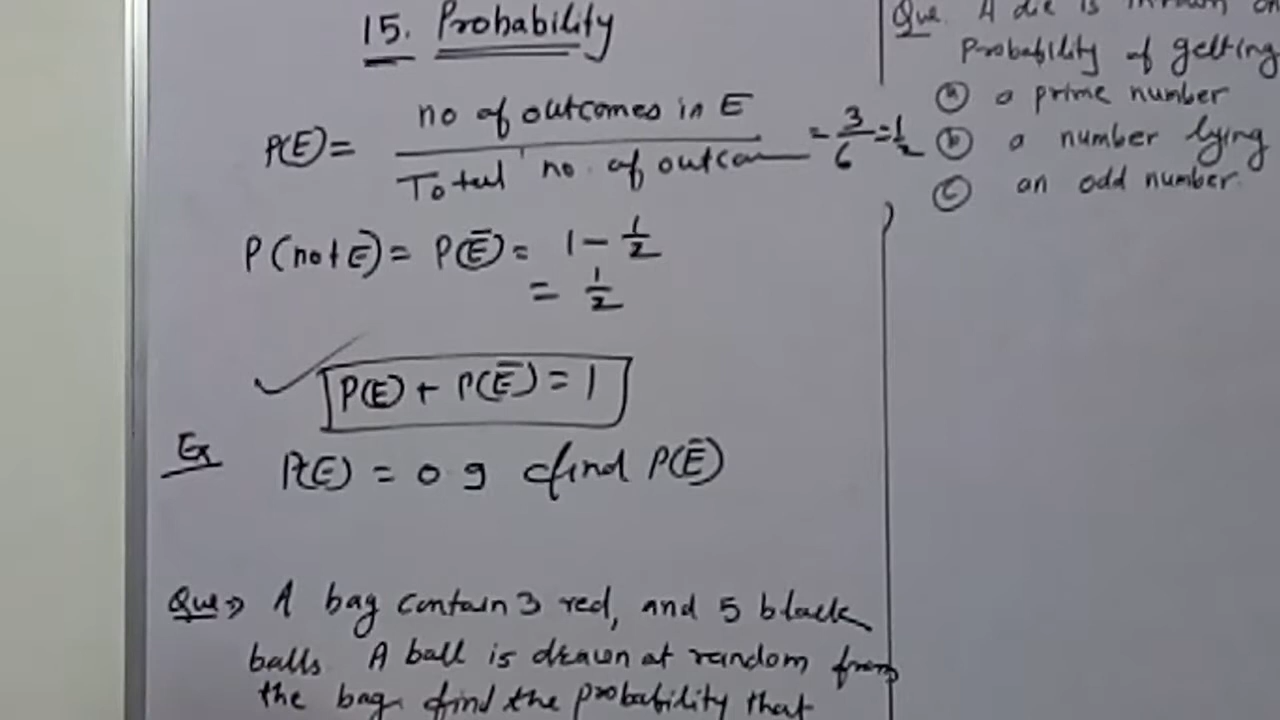 15. Probability
P(E) = no of outcomes in E / Total no. of outcom = 3/6 = 1/2
P(not E) = P(Ē) = 1 - 1/2
= 1/2
P(E) + P(Ē) = 1
Ex P(E) = 0.9 find P(Ē)
Que → A bag contain 3 red, and 5 black
balls. A ball is drawn at random from
the bag. find the probability that
Que. A die is thrown on
Probability of getting
(a) a prime number
(b) a number lying
(c) an odd number.